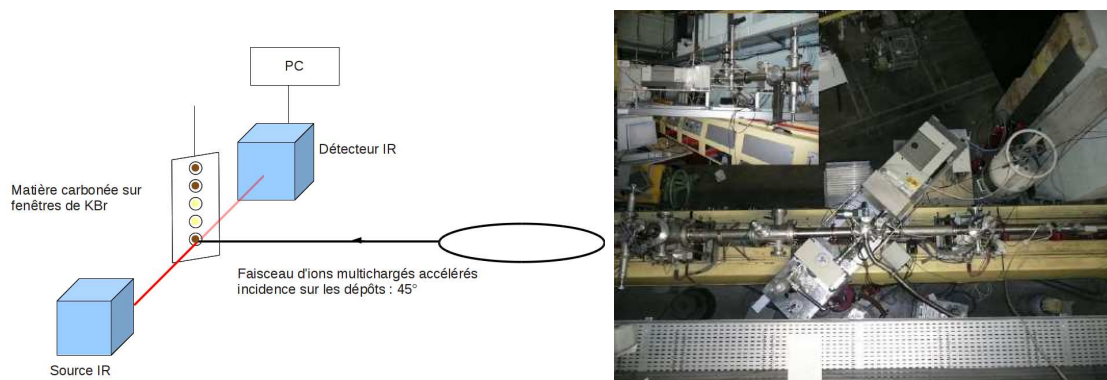 PC
Détecteur IR
Matière carbonée sur
fenêtres de KBr
Faisceau d'ions multichargés accélérés
incidence sur les dépôts : 45°
Source IR